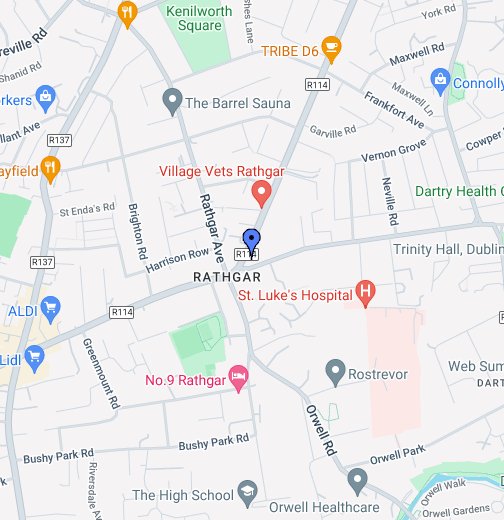 Kenilworth
Square
York Rd
TRIBE D6
Maxwell Rd
R114
Connolly
Maxwell Ln
The Barrel Sauna
Frankfort Ave
Garville Rd
R137
Vernon Grove
Cowper
Village Vets Rathgar
Neville Rd
Dartry Health
St Enda's Rd
Brighton Rd
Rathgar Ave
Harrison Row
R114
Trinity Hall, Dublin
R137
RATHGAR
St. Luke's Hospital
H
ALDI
R114
Lidl
Greenmount Rd
No.9 Rathgar
Rostrevor
Web Sum
DART
Orwell Rd
Bushy Park Rd
Bushy Park Rd
Orwell Park
Riversdale Ave
The High School
Orwell Healthcare
Orwell Walk
Orwell Gardens